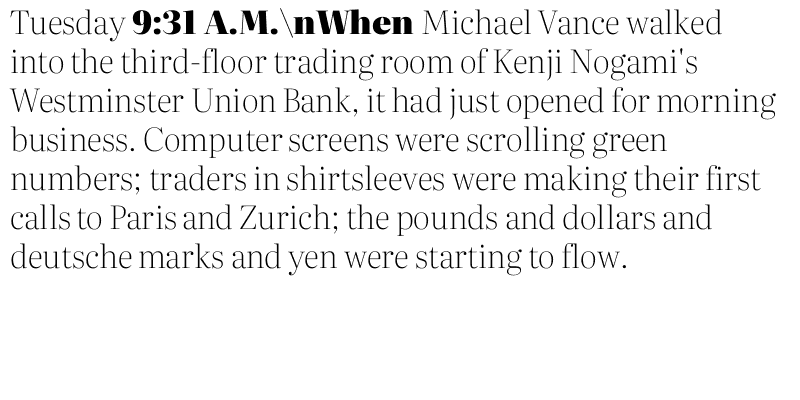 Tuesday 9:31 A.M.\nWhen Michael Vance walked
into the third-floor trading room of Kenji Nogami's
Westminster Union Bank, it had just opened for morning
business. Computer screens were scrolling green
numbers; traders in shirtsleeves were making their first
calls to Paris and Zurich; the pounds and dollars and
deutsche marks and yen were starting to flow.